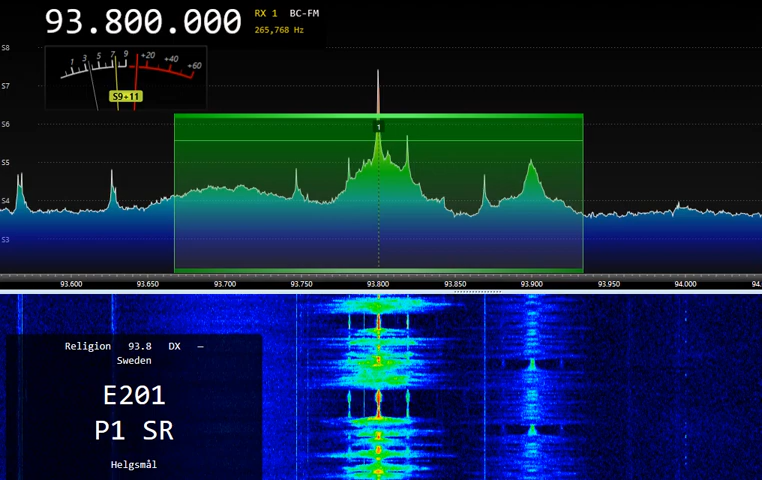 93.800.000 RX 1 BC-FM
265,768 Hz
1 3 5 7 9 +20 +40 +60
S9+11
S8
S7
S6
1
S5
S4
S3
93.600 93.650 93.700 93.750 93.800 93.850 93.900 93.950 94.000 94.
Religion 93.8 DX –
Sweden
E201
P1 SR
Helgsmål